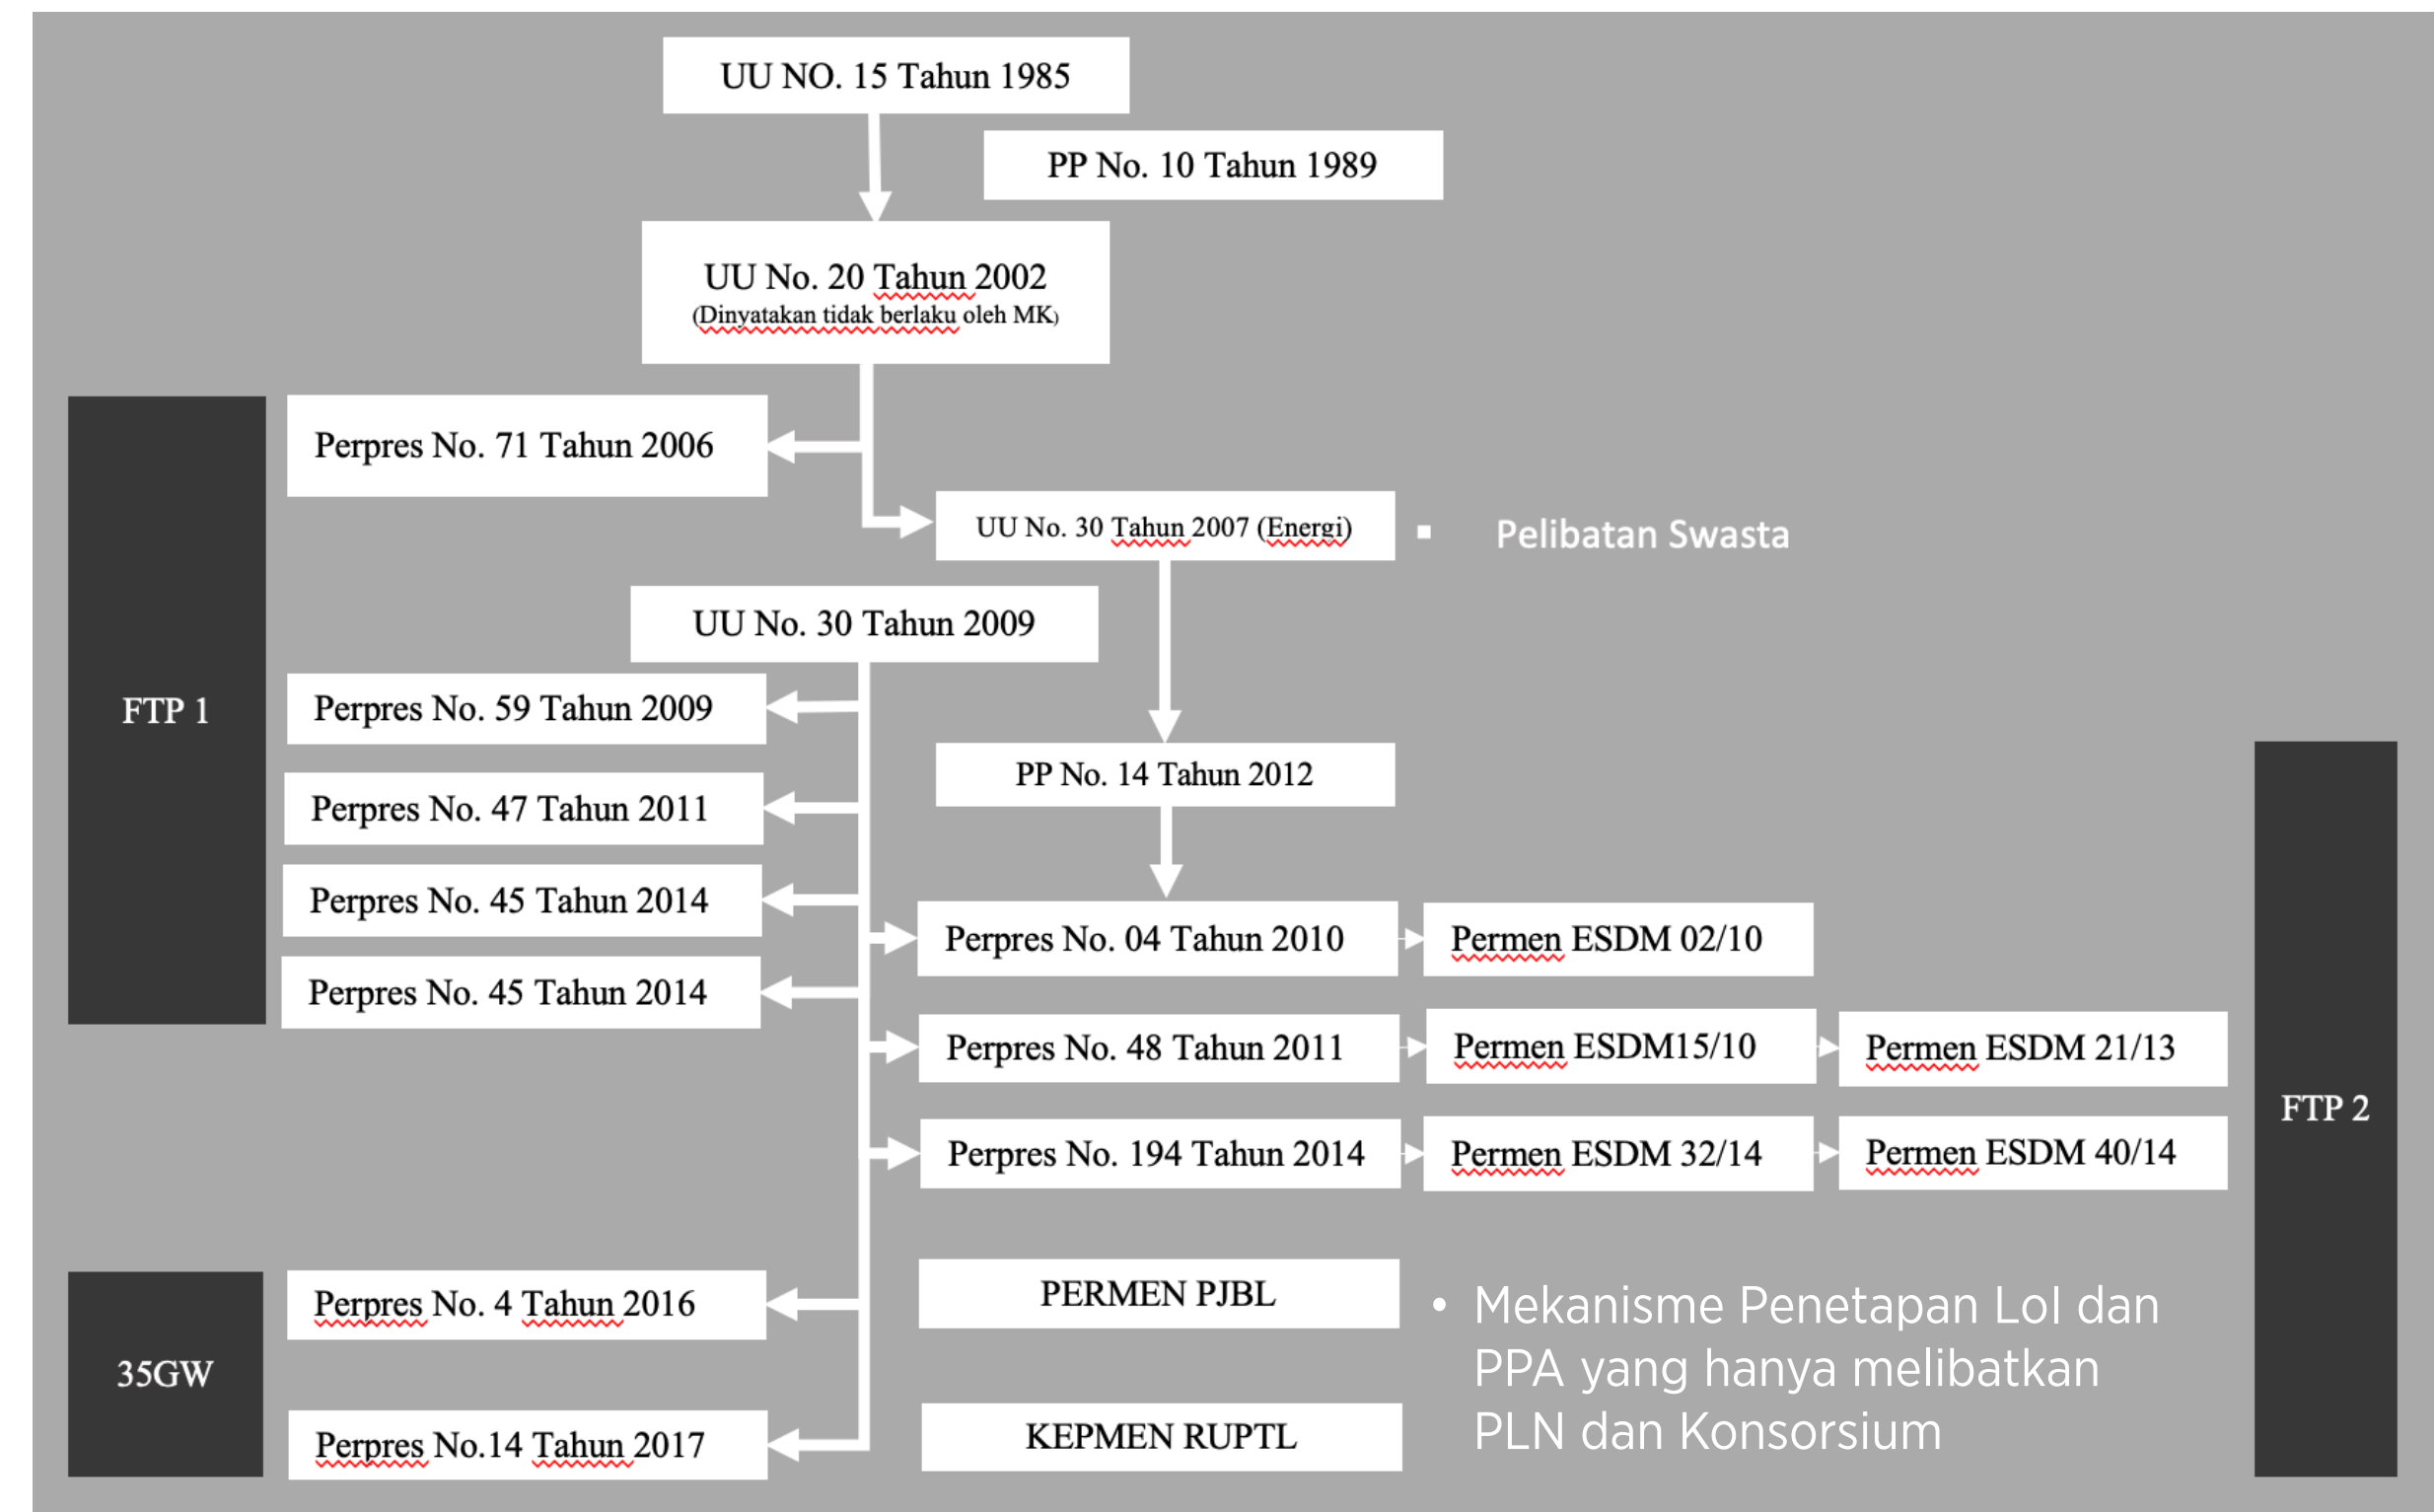 UU NO. 15 Tahun 1985
PP No. 10 Tahun 1989
UU No. 20 Tahun 2002
(Dinyatakan tidak berlaku oleh MK)
Perpres No. 71 Tahun 2006
UU No. 30 Tahun 2007 (Energi)
▪ Pelibatan Swasta
UU No. 30 Tahun 2009
FTP 1
Perpres No. 59 Tahun 2009
PP No. 14 Tahun 2012
Perpres No. 47 Tahun 2011
Perpres No. 45 Tahun 2014
Perpres No. 04 Tahun 2010
Permen ESDM 02/10
Perpres No. 45 Tahun 2014
Perpres No. 48 Tahun 2011
Permen ESDM15/10
Permen ESDM 21/13
FTP 2
Perpres No. 194 Tahun 2014
Permen ESDM 32/14
Permen ESDM 40/14
Perpres No. 4 Tahun 2016
PERMEN PJBL
• Mekanisme Penetapan LoI dan
PPA yang hanya melibatkan
PLN dan Konsorsium
35GW
Perpres No.14 Tahun 2017
KEPMEN RUPTL